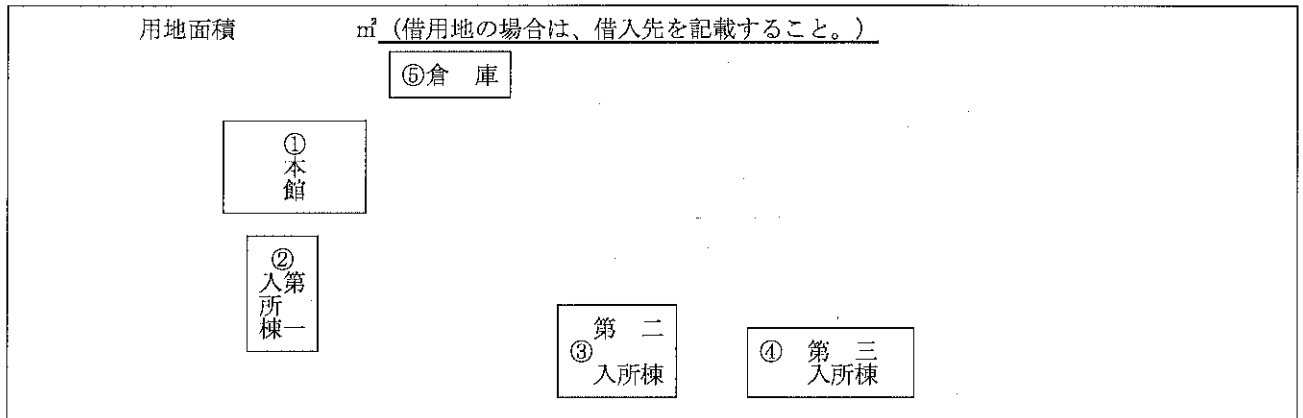 用地面積 ㎡(借用地の場合は、借入先を記載すること。)
⑤倉 庫
①本館
②第一入所棟
③第 二
入所棟
④ 第 三
入所棟